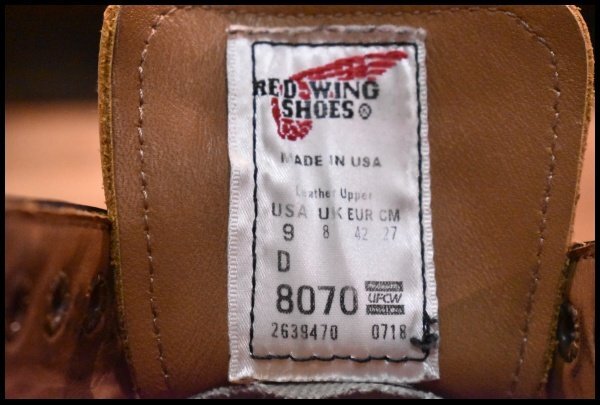 RED WING
SHOES ®
MADE IN USA
Leather Upper
USA UK EUR CM
9 8 42 27
D
8070 UFCW
2639470 0718